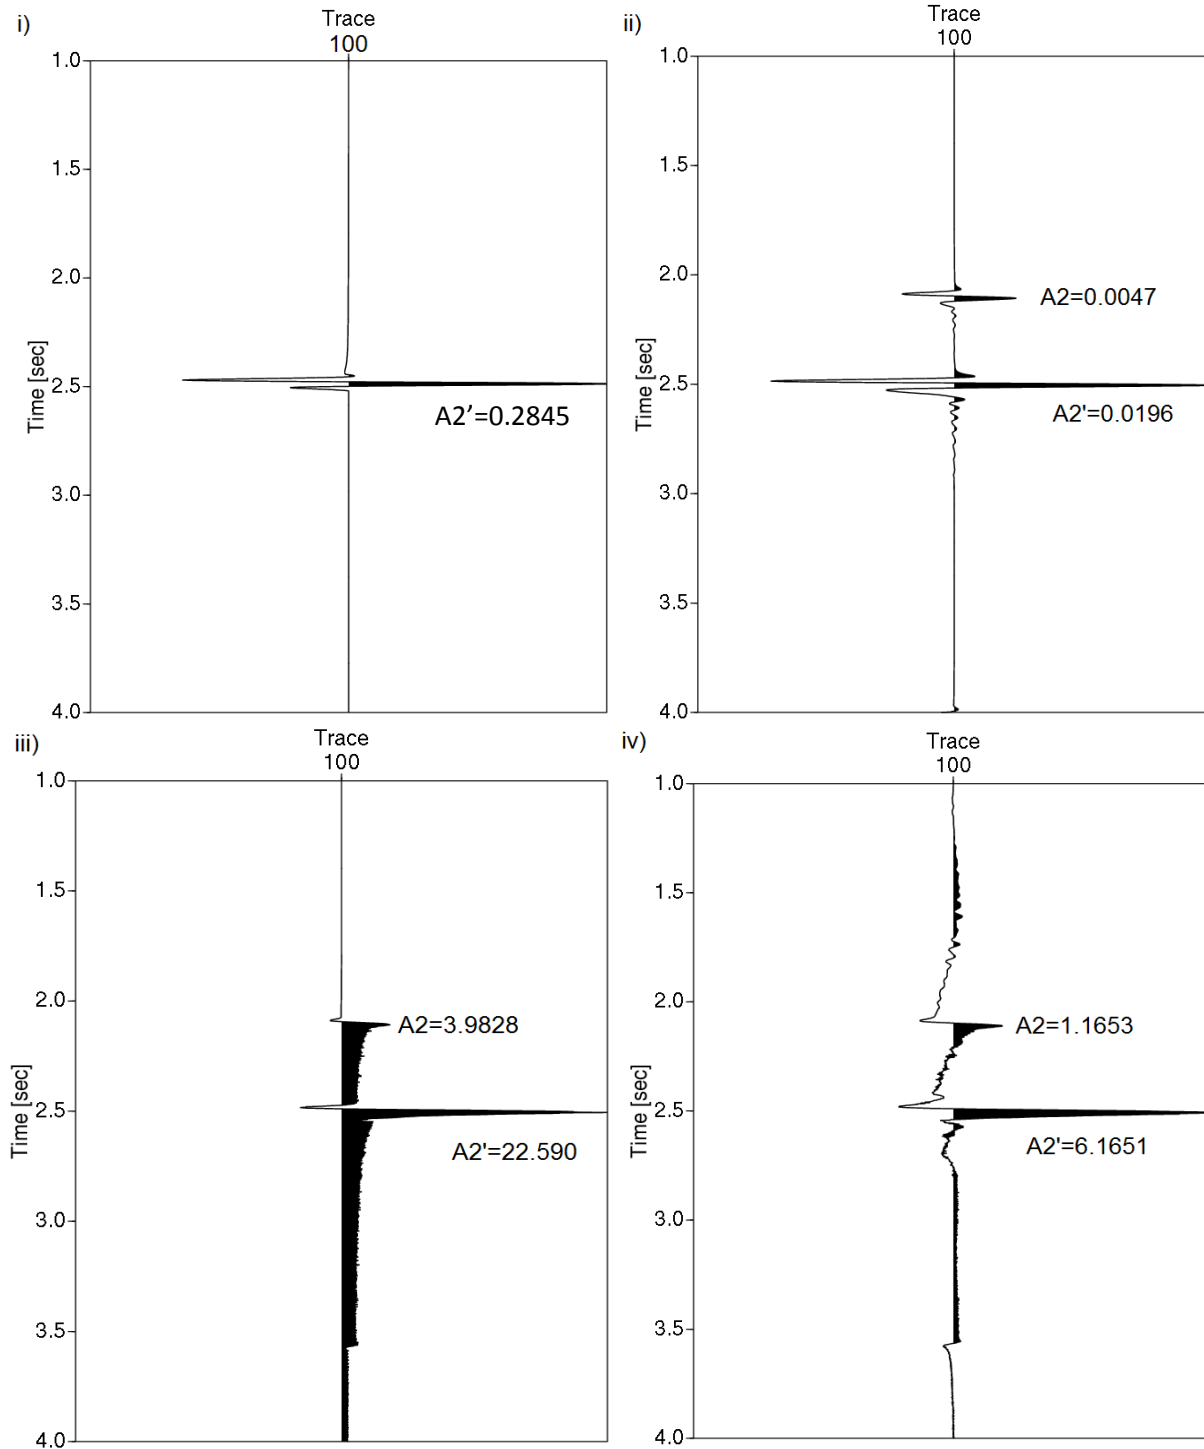 i)
Trace
100
1.0
1.5
2.0
2.5
3.0
3.5
4.0
Time [sec]
A2’=0.2845
ii)
Trace
100
1.0
1.5
2.0
2.5
3.0
3.5
4.0
Time [sec]
A2=0.0047
A2'=0.0196
iii)
Trace
100
1.0
1.5
2.0
2.5
3.0
3.5
4.0
Time [sec]
A2=3.9828
A2'=22.590
iv)
Trace
100
1.0
1.5
2.0
2.5
3.0
3.5
4.0
Time [sec]
A2=1.1653
A2'=6.1651